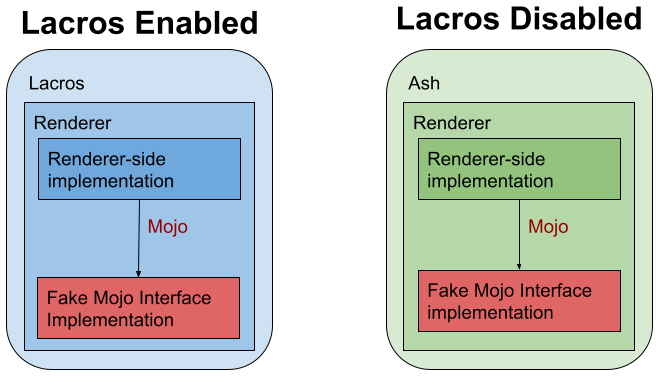 Lacros Enabled
Lacros
Renderer
Renderer-side
implementation
Mojo
Fake Mojo Interface
Implementation
Lacros Disabled
Ash
Renderer
Renderer-side
implementation
Mojo
Fake Mojo Interface
implementation